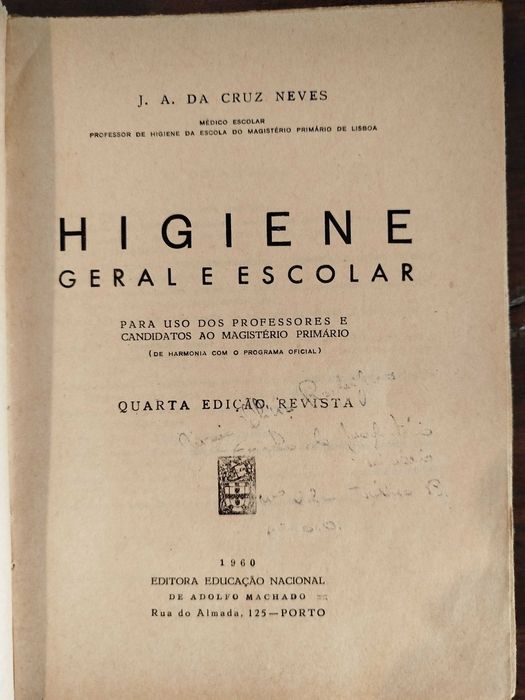 J. A. DA CRUZ NEVES
MÉDICO ESCOLAR
PROFESSOR DE HIGIENE DA ESCOLA DO MAGISTÉRIO PRIMÁRIO DE LISBOA
HIGIENE
GERAL E ESCOLAR
PARA USO DOS PROFESSORES E
CANDIDATOS AO MAGISTÉRIO PRIMÁRIO
(DE HARMONIA COM O PROGRAMA OFICIAL)
QUARTA EDIÇÃO, REVISTA
1960
EDITORA EDUCAÇÃO NACIONAL
DE ADOLFO MACHADO
Rua do Almada, 125—PORTO